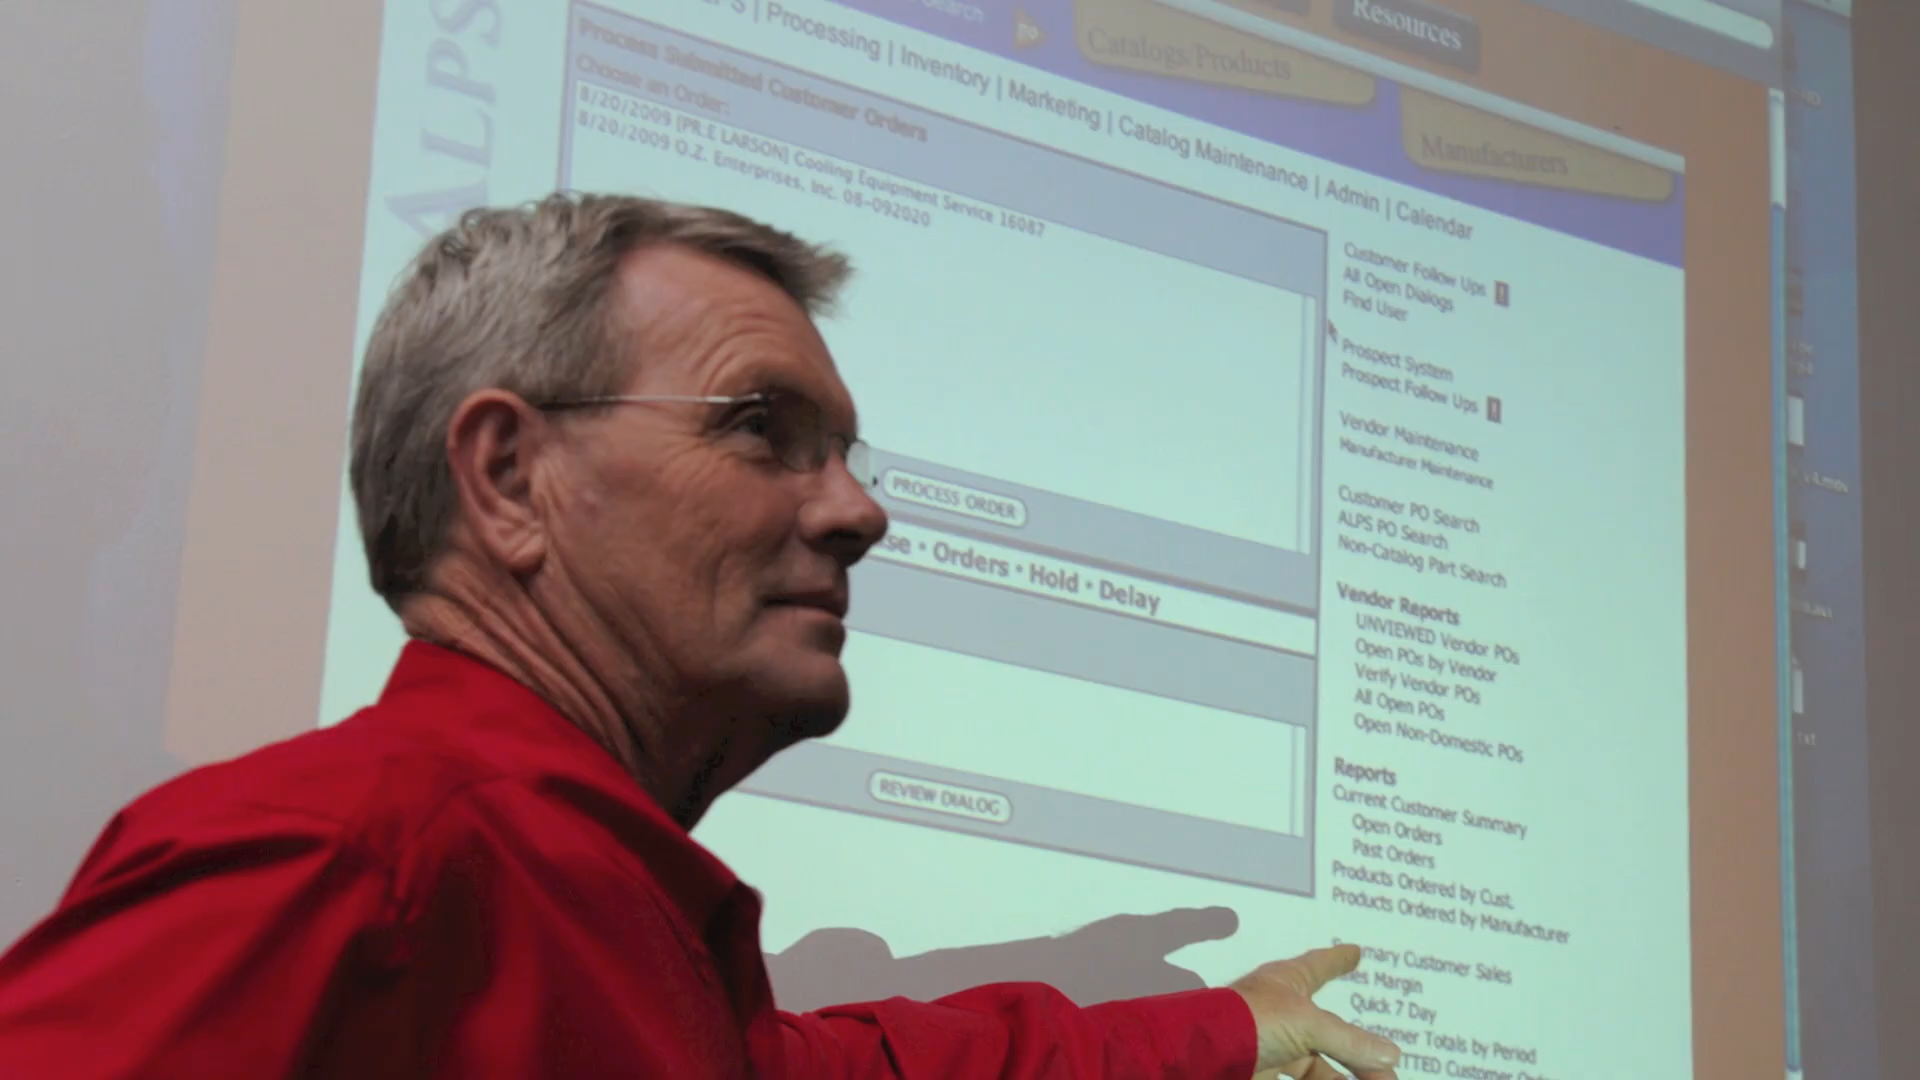 Resources
Search
go
Catalogs/Products
Manufacturers
ALPS
| Processing | Inventory | Marketing | Catalog Maintenance | Admin | Calendar
Process Submitted Customer Orders
Choose an Order:
8/20/2009 [PR E LARSON] Cooling Equipment Service 16087
8/20/2009 O.Z. Enterprises, Inc. 08-092020
PROCESS ORDER
• Orders • Hold • Delay
REVIEW DIALOG
Customer Follow Ups !
All Open Dialogs
Find User
Prospect System
Prospect Follow Ups !
Vendor Maintenance
Manufacturer Maintenance
Customer PO Search
ALPS PO Search
Non-Catalog Part Search
Vendor Reports
UNVIEWED Vendor POs
Open POs by Vendor
Verify Vendor POs
All Open POs
Open Non-Domestic POs
Reports
Current Customer Summary
Open Orders
Past Orders
Products Ordered by Cust.
Products Ordered by Manufacturer
Customer Sales
Margin
Quick 7 Day
Customer Totals by Period
Customer